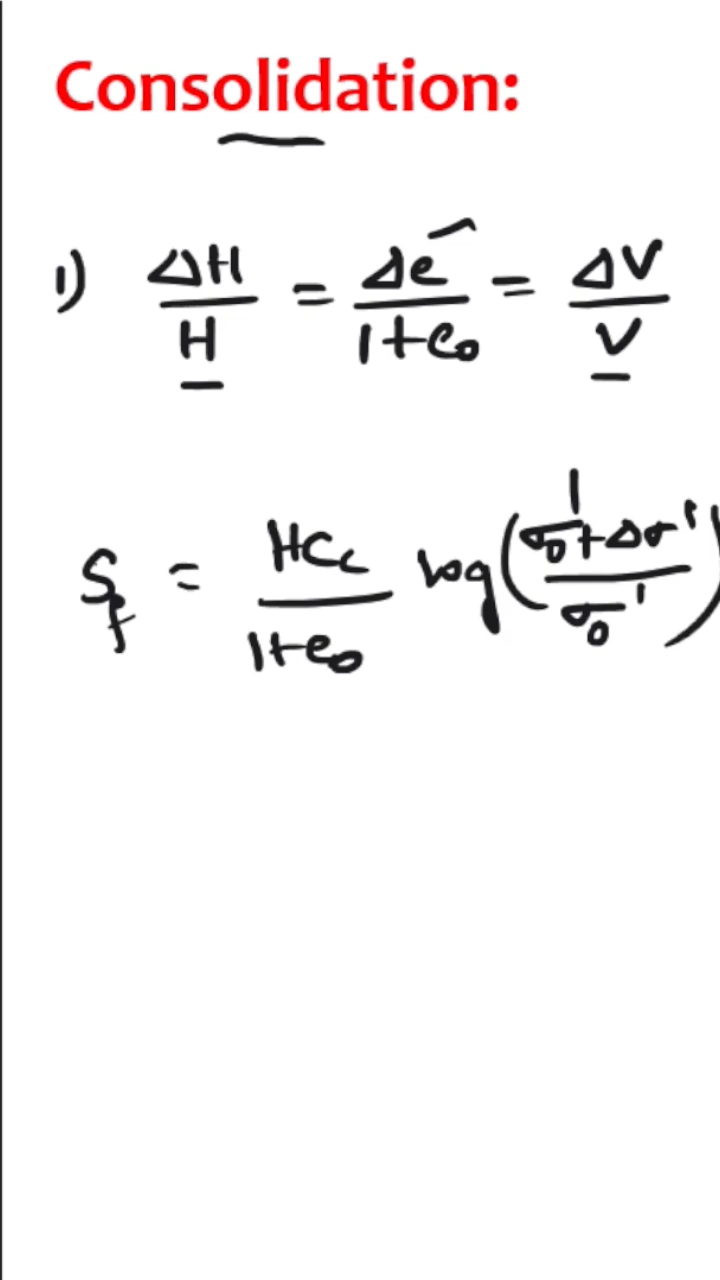 Consolidation:
1) ΔH/H = Δe/1+e₀ = ΔV/V
S_f = HC_c/1+e₀ log(σ₀'+Δσ'/σ₀')